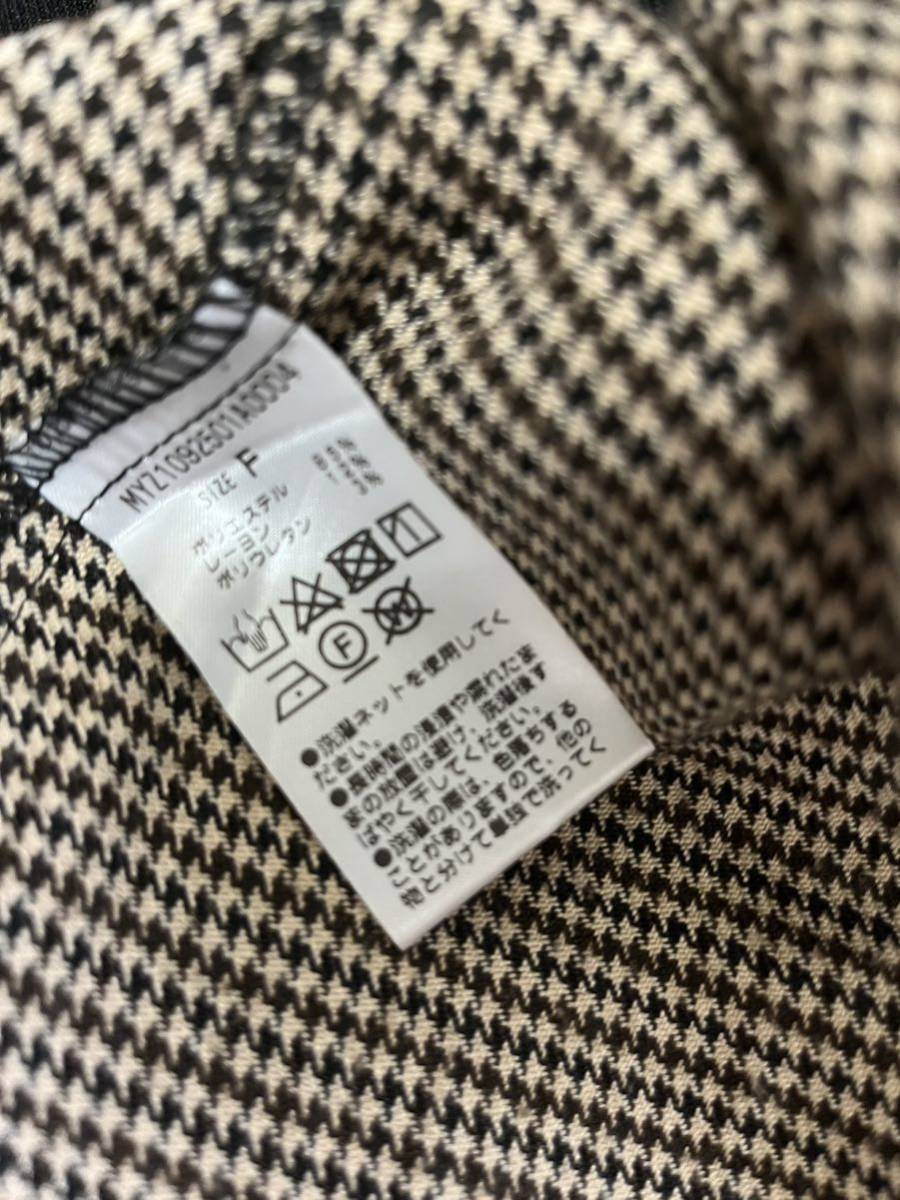 MYZ1092501A0004
SIZE F
ポリエステル
レーヨン
ポリウレタン
F
W
●洗濯ネットを使用してく
ださい。
●長時間の浸漬や濡れたま
まの放置は避け、洗濯後す
ばやく干してください。
●洗濯の際は、色落ちする
ことがありますので、他の
物と分けて単独で洗ってく